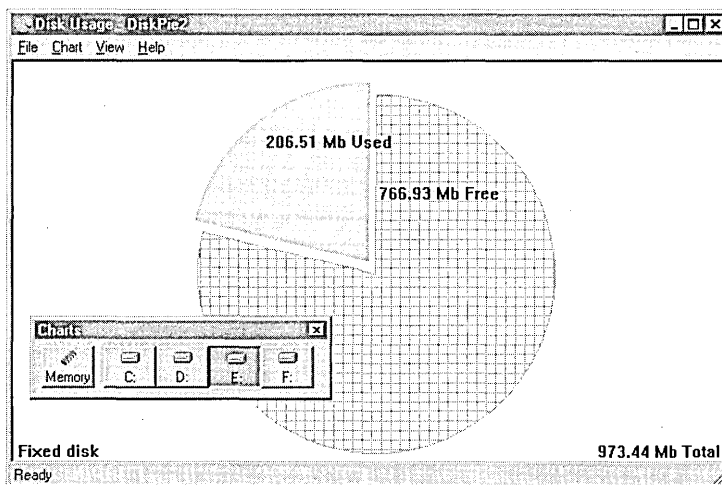 Disk Usage - DiskPie2
File Chart View Help
206.51 Mb Used
766.93 Mb Free
Charts
Memory C: D: E: F:
Fixed disk
973.44 Mb Total
Ready